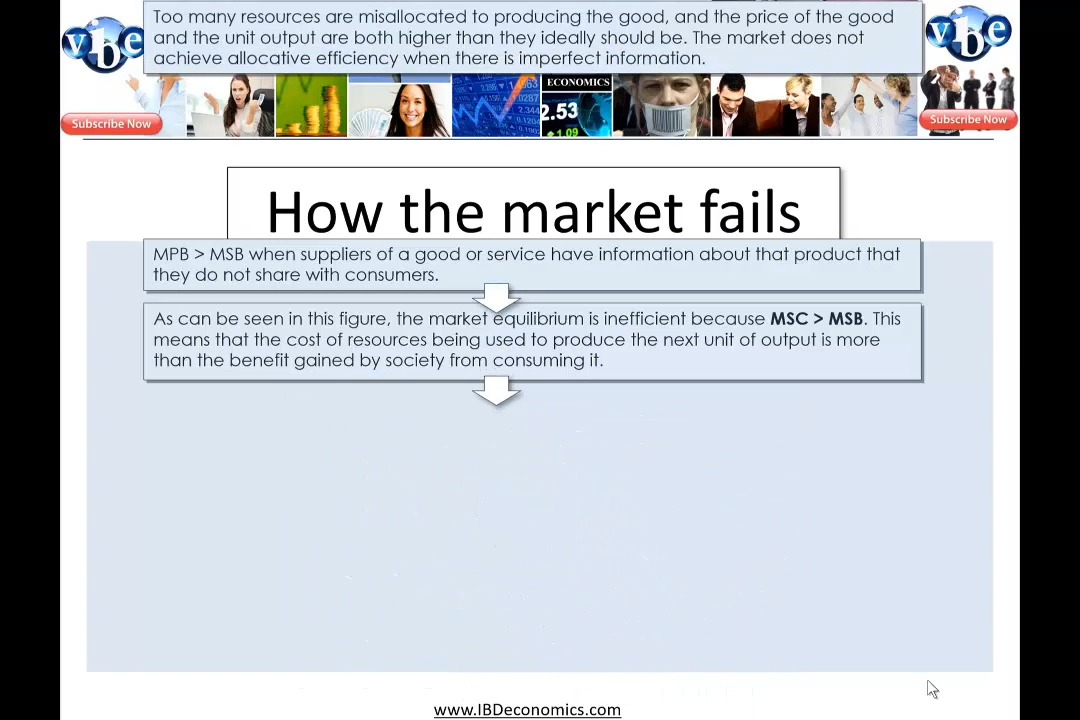 Too many resources are misallocated to producing the good, and the price of the good
and the unit output are both higher than they ideally should be. The market does not
achieve allocative efficiency when there is imperfect information.
vbe
vbe
ECONOMICS
2.53
1.09
Subscribe Now
Subscribe Now
How the market fails
MPB > MSB when suppliers of a good or service have information about that product that
they do not share with consumers.
As can be seen in this figure, the market equilibrium is inefficient because MSC > MSB. This
means that the cost of resources being used to produce the next unit of output is more
than the benefit gained by society from consuming it.
www.IBDeconomics.com